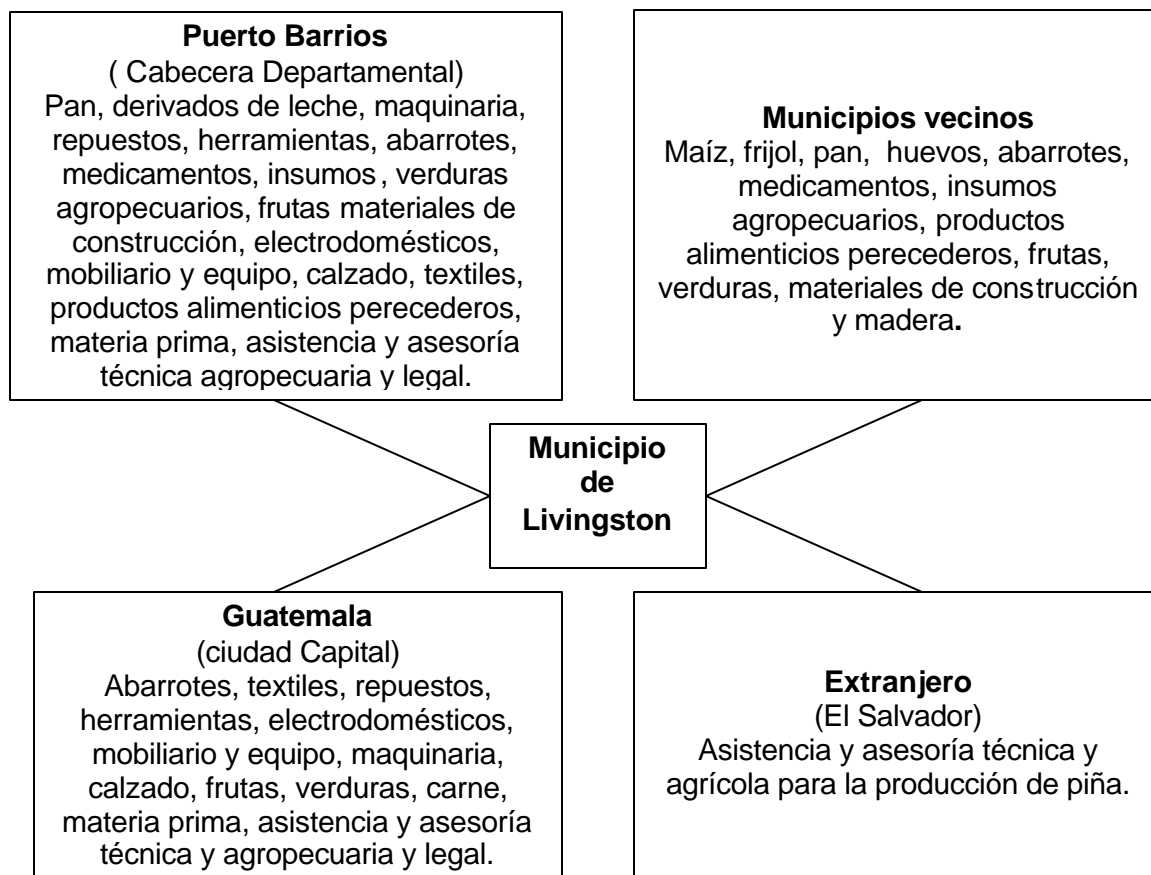 Puerto Barrios
( Cabecera Departamental)
Pan, derivados de leche, maquinaria,
repuestos, herramientas, abarrotes,
medicamentos, insumos, verduras
agropecuarios, frutas materiales de
construcción, electrodomésticos,
mobiliario y equipo, calzado, textiles,
productos alimenticios perecederos,
materia prima, asistencia y asesoría
técnica agropecuaria y legal.
Municipios vecinos
Maíz, frijol, pan, huevos, abarrotes,
medicamentos, insumos
agropecuarios, productos
alimenticios perecederos, frutas,
verduras, materiales de construcción
y madera.
Municipio
de
Livingston
Guatemala
(ciudad Capital)
Abarrotes, textiles, repuestos,
herramientas, electrodomésticos,
mobiliario y equipo, maquinaria,
calzado, frutas, verduras, carne,
materia prima, asistencia y asesoría
técnica y agropecuaria y legal.
Extranjero
(El Salvador)
Asistencia y asesoría técnica y
agrícola para la producción de piña.